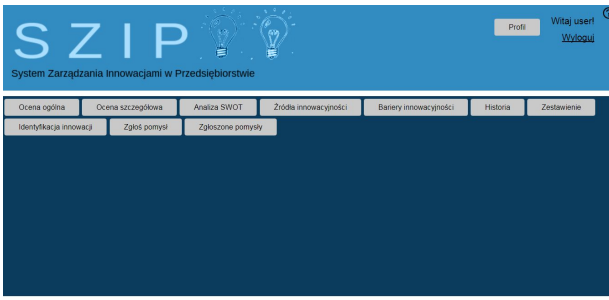 SZIP
System Zarządzania Innowacjami w Przedsiębiorstwie
Profil
Witaj user!
Wyloguj
Ocena ogólna Ocena szczegółowa Analiza SWOT Źródła innowacyjności Bariery innowacyjności Historia Zestawienie
Identyfikacja innowacji Zgłoś pomysł Zgłoszone pomysły